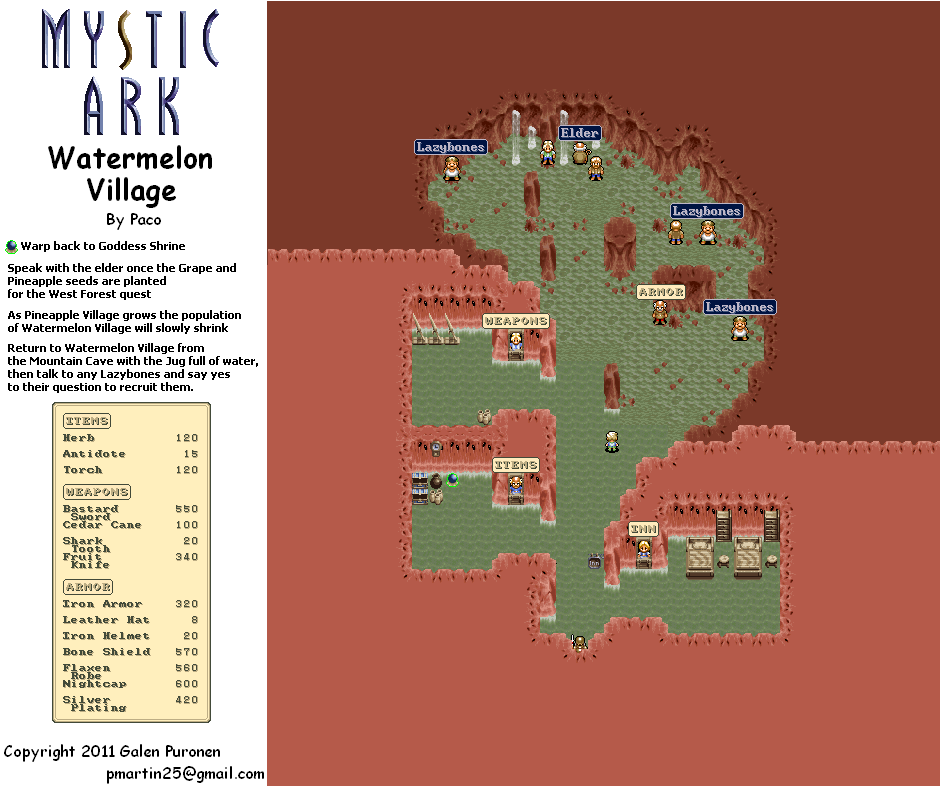 MYSTIC
ARK
Watermelon
Village
By Paco
Warp back to Goddess Shrine
Speak with the elder once the Grape and
Pineapple seeds are planted
for the West Forest quest
As Pineapple Village grows the population
of Watermelon Village will slowly shrink
Return to Watermelon Village from
the Mountain Cave with the Jug full of water,
then talk to any Lazybones and say yes
to their question to recruit them.
ITEMS
Herb 120
Antidote 15
Torch 120
WEAPONS
Bastard 550
Sword
Cedar Cane 100
Shark 20
Tooth
Fruit 340
Knife
ARMOR
Iron Armor 320
Leather Hat 8
Iron Helmet 20
Bone Shield 570
Flaxen 560
Robe
Nightcap 600
Silver 420
Plating
Copyright 2011 Galen Puronen
pmartin25@gmail.com
Elder
Lazybones
Lazybones
ARMOR
Lazybones
WEAPONS
ITEMS
INN
Inn